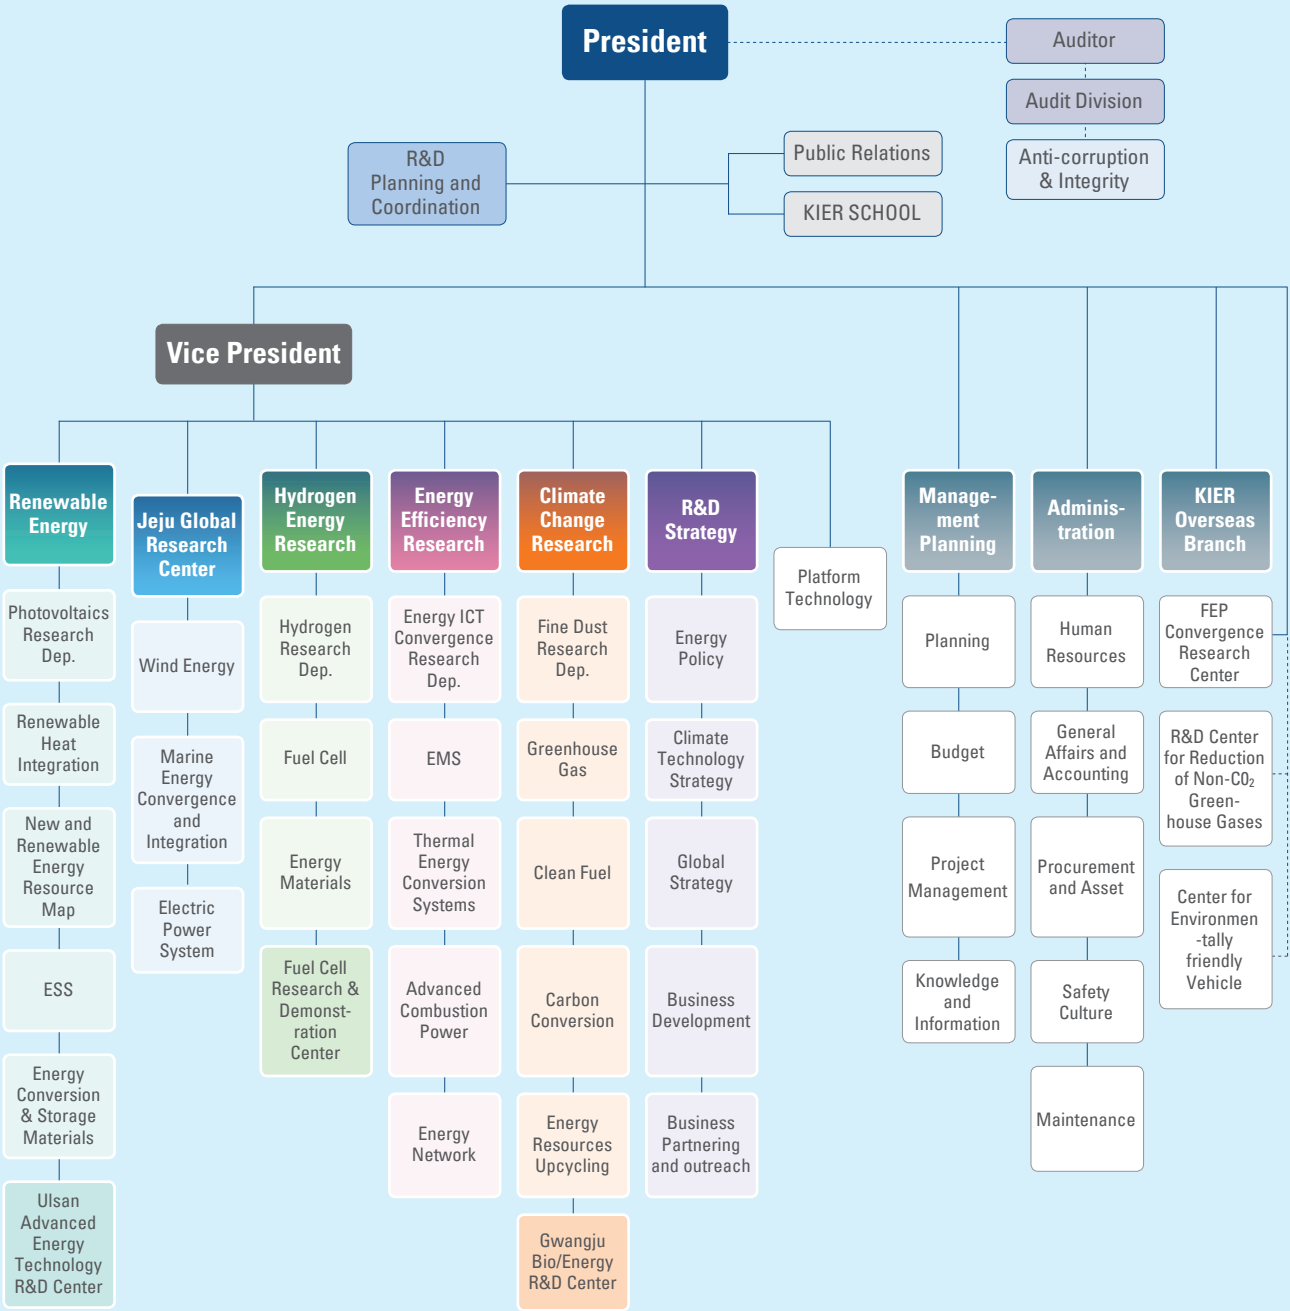 President
Auditor
Audit Division
Anti-corruption
& Integrity
R&D
Planning and
Coordination
Public Relations
KIER SCHOOL
Vice President
Renewable
Energy
Photovoltaics
Research
Dep.
Renewable
Heat
Integration
New and
Renewable
Energy
Resource
Map
ESS
Energy
Conversion
& Storage
Materials
Ulsan
Advanced
Energy
Technology
R&D Center
Jeju Global
Research
Center
Wind Energy
Marine
Energy
Convergence
and
Integration
Electric
Power
System
Hydrogen
Energy
Research
Hydrogen
Research
Dep.
Fuel Cell
Energy
Materials
Fuel Cell
Research &
Demonst-
ration
Center
Energy
Efficiency
Research
Energy ICT
Convergence
Research
Dep.
EMS
Thermal
Energy
Conversion
Systems
Advanced
Combustion
Power
Energy
Network
Climate
Change
Research
Fine Dust
Research
Dep.
Greenhouse
Gas
Clean Fuel
Carbon
Conversion
Energy
Resources
Upcycling
Gwangju
Bio/Energy
R&D Center
R&D
Strategy
Energy
Policy
Climate
Technology
Strategy
Global
Strategy
Business
Development
Business
Partnering
and outreach
Platform
Technology
Manage-
ment
Planning
Planning
Budget
Project
Management
Knowledge
and
Information
Adminis-
tration
Human
Resources
General
Affairs and
Accounting
Procurement
and Asset
Safety
Culture
Maintenance
KIER
Overseas
Branch
FEP
Convergence
Research
Center
R&D Center
for Reduction
of Non-C0₂
Green-
house Gases
Center for
Environmen
-tally
friendly
Vehicle